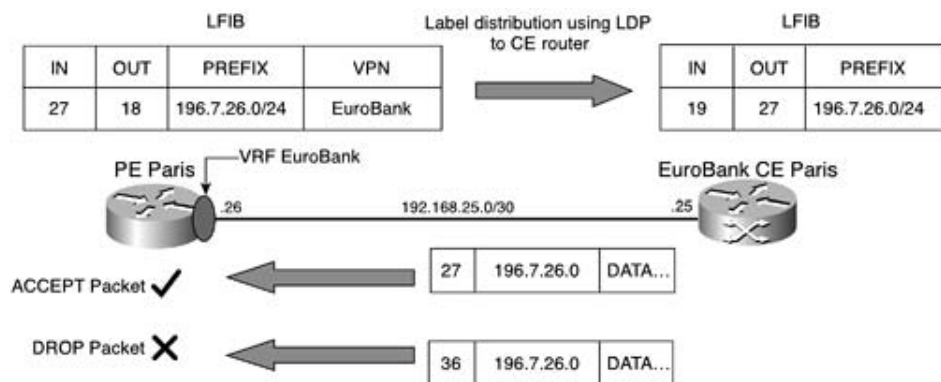 LFIB
Label distribution using LDP
to CE router
LFIB
IN OUT PREFIX VPN
27 18 196.7.26.0/24 EuroBank
IN OUT PREFIX
19 27 196.7.26.0/24
VRF EuroBank
PE Paris
EuroBank CE Paris
.26 192.168.25.0/30 .25
27 196.7.26.0 DATA...
ACCEPT Packet
DROP Packet
36 196.7.26.0 DATA...